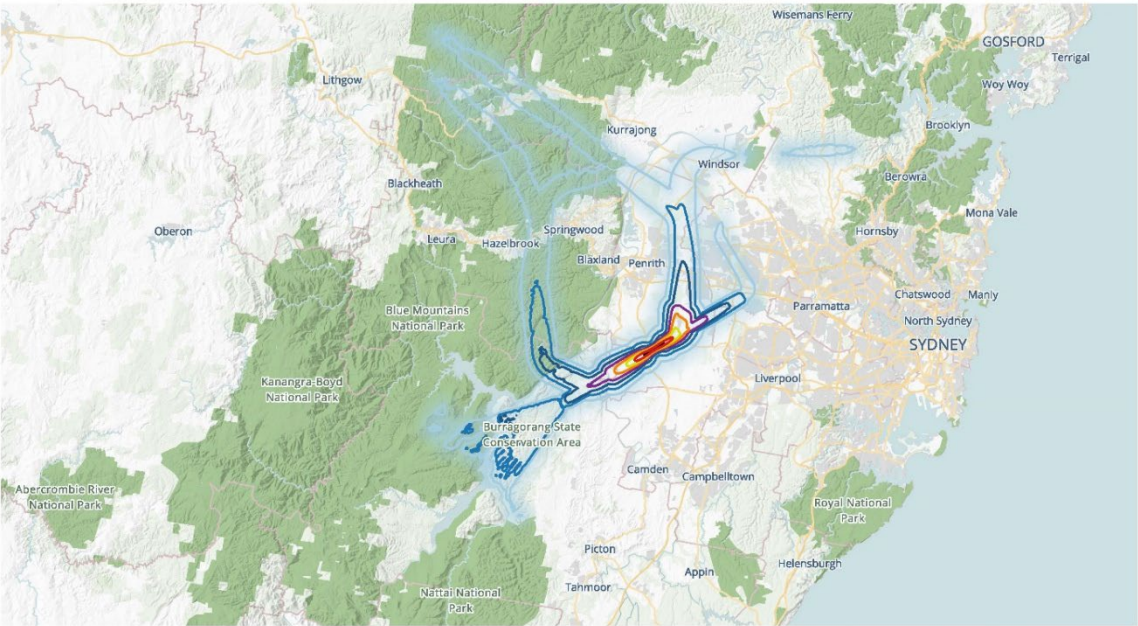 Wisemans Ferry
GOSFORD
Terrigal
Lithgow
Woy Woy
Kurrajong
Brooklyn
Windsor
Blackheath
Berowra
Mona Vale
Oberon
Springwood
Hornsby
Leura
Hazelbrook
Blaxland
Penrith
Chatswood
Manly
Parramatta
Blue Mountains
National Park
North Sydney
SYDNEY
Liverpool
Kanangra-Boyd
National Park
Burragorang State
Conservation Area
Camden
Campbelltown
Abercrombie River
National Park
Royal National
Park
Picton
Helensburgh
Appin
Tahmoor
Nattai National
Park